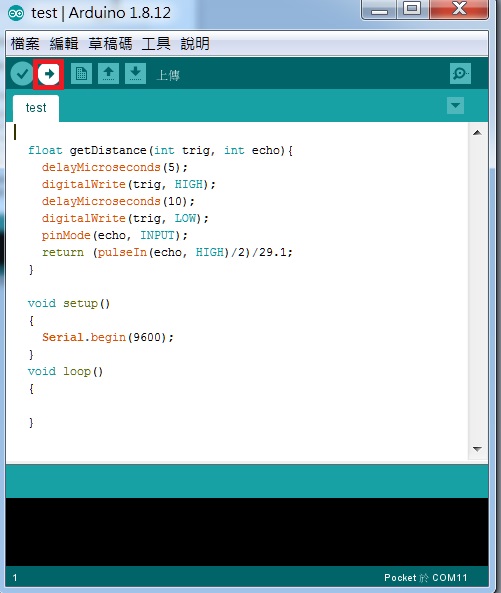 test | Arduino 1.8.12
檔案 編輯 草稿碼 工具 說明
上傳
test
float getDistance(int trig, int echo){
delayMicroseconds(5);
digitalWrite(trig, HIGH);
delayMicroseconds(10);
digitalWrite(trig, LOW);
pinMode(echo, INPUT);
return (pulseIn(echo, HIGH)/2)/29.1;
}
void setup()
{
Serial.begin(9600);
}
void loop()
{
}
1 Pocket 於 COM11